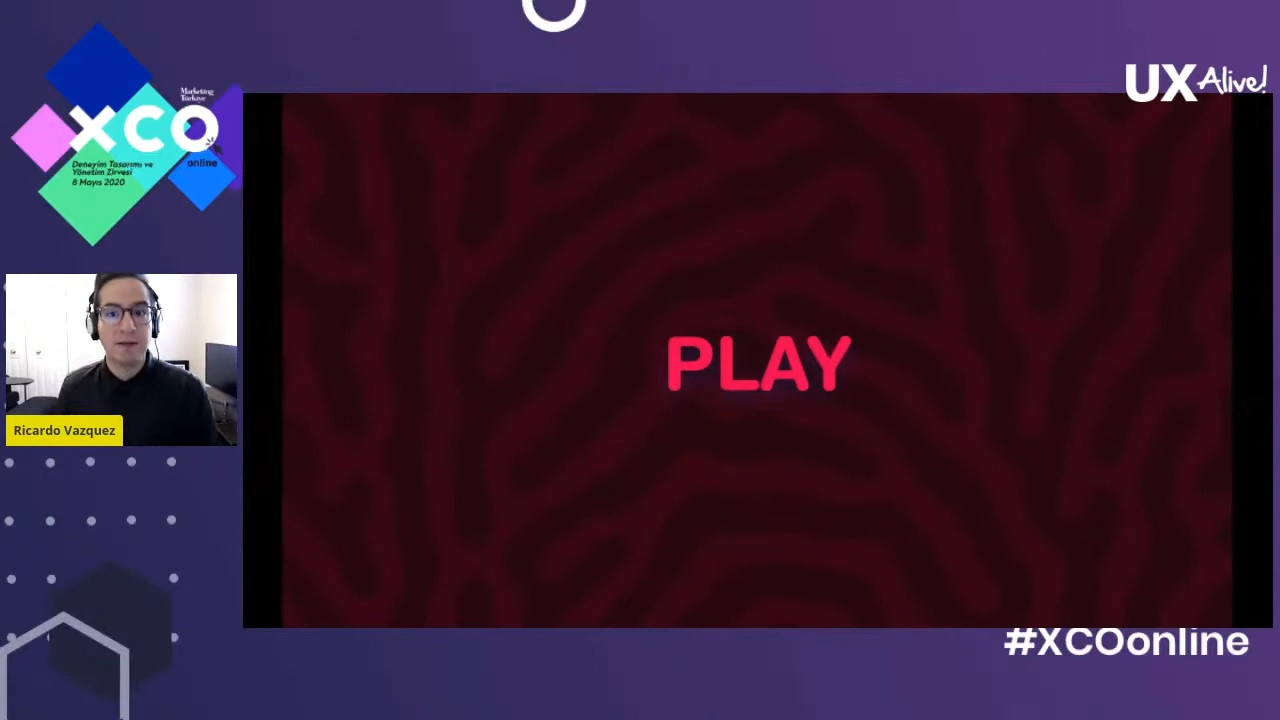 Marketing
Türkiye
XCO
online
Deneyim Tasarımı ve
Yönetim Zirvesi
8 Mayıs 2020
UX Alive!
PLAY
Ricardo Vazquez
#XCOonline